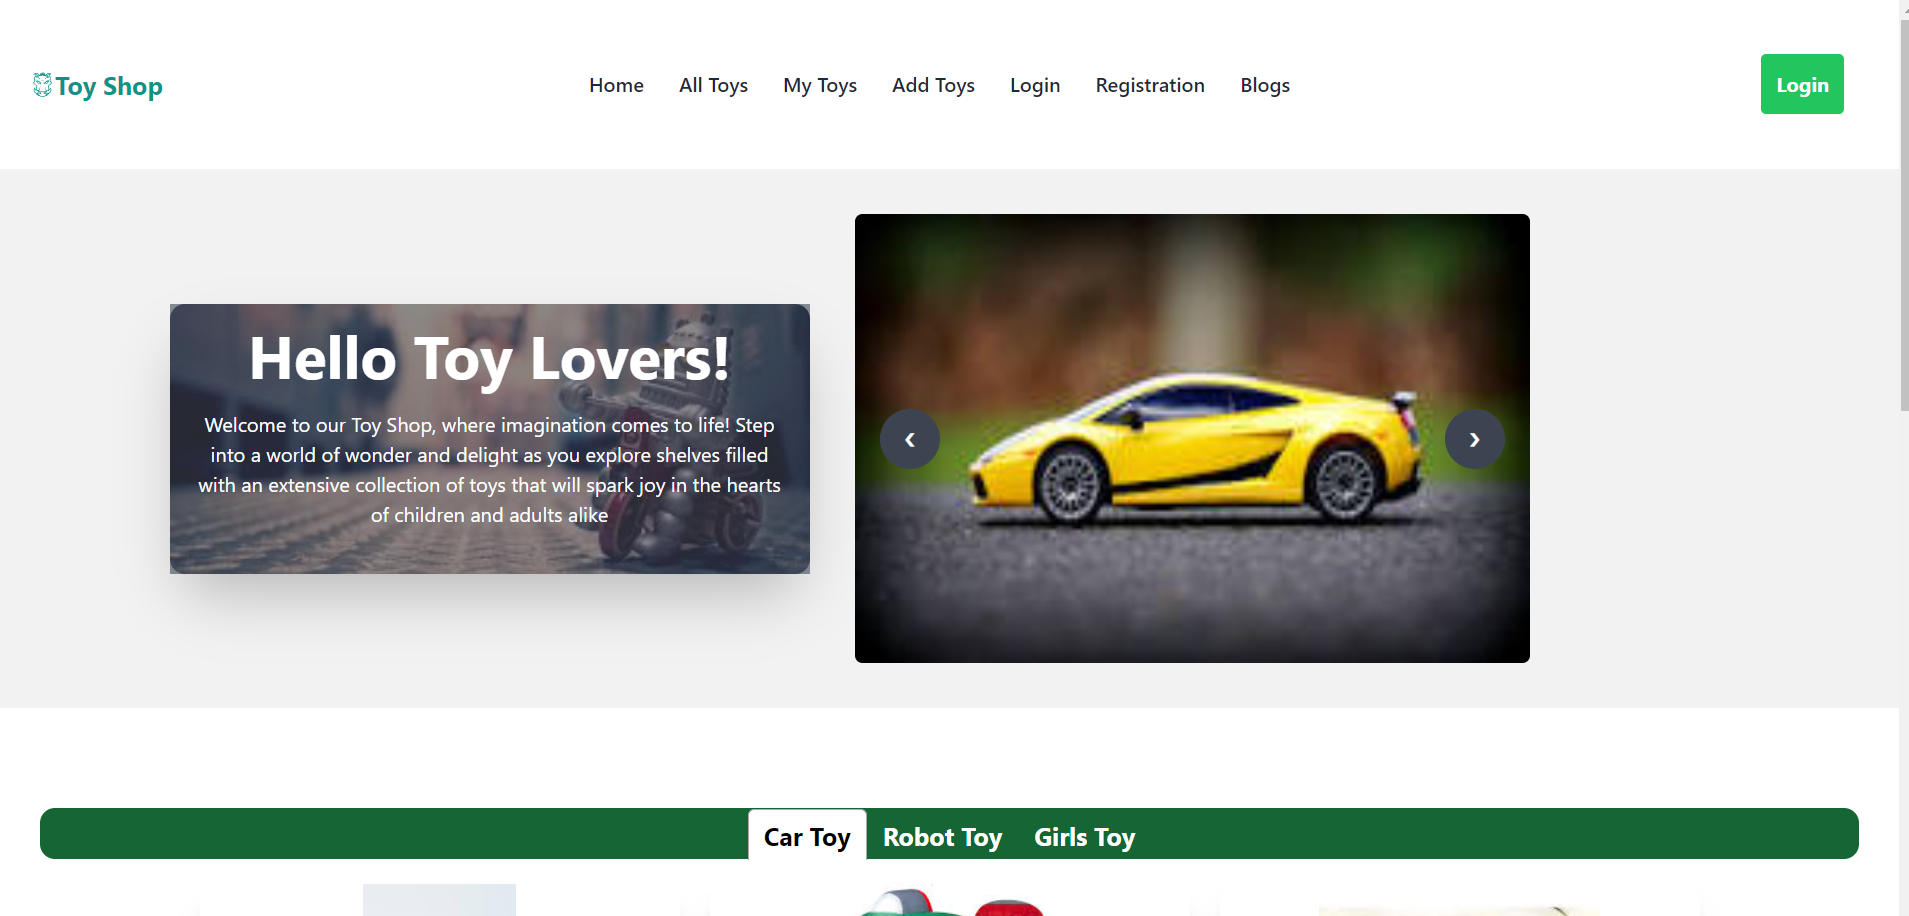 Toy Shop
Home
All Toys
My Toys
Add Toys
Login
Registration
Blogs
Login
Hello Toy Lovers!
Welcome to our Toy Shop, where imagination comes to life! Step
into a world of wonder and delight as you explore shelves filled
with an extensive collection of toys that will spark joy in the hearts
of children and adults alike
❮
❯
Car Toy
Robot Toy
Girls Toy